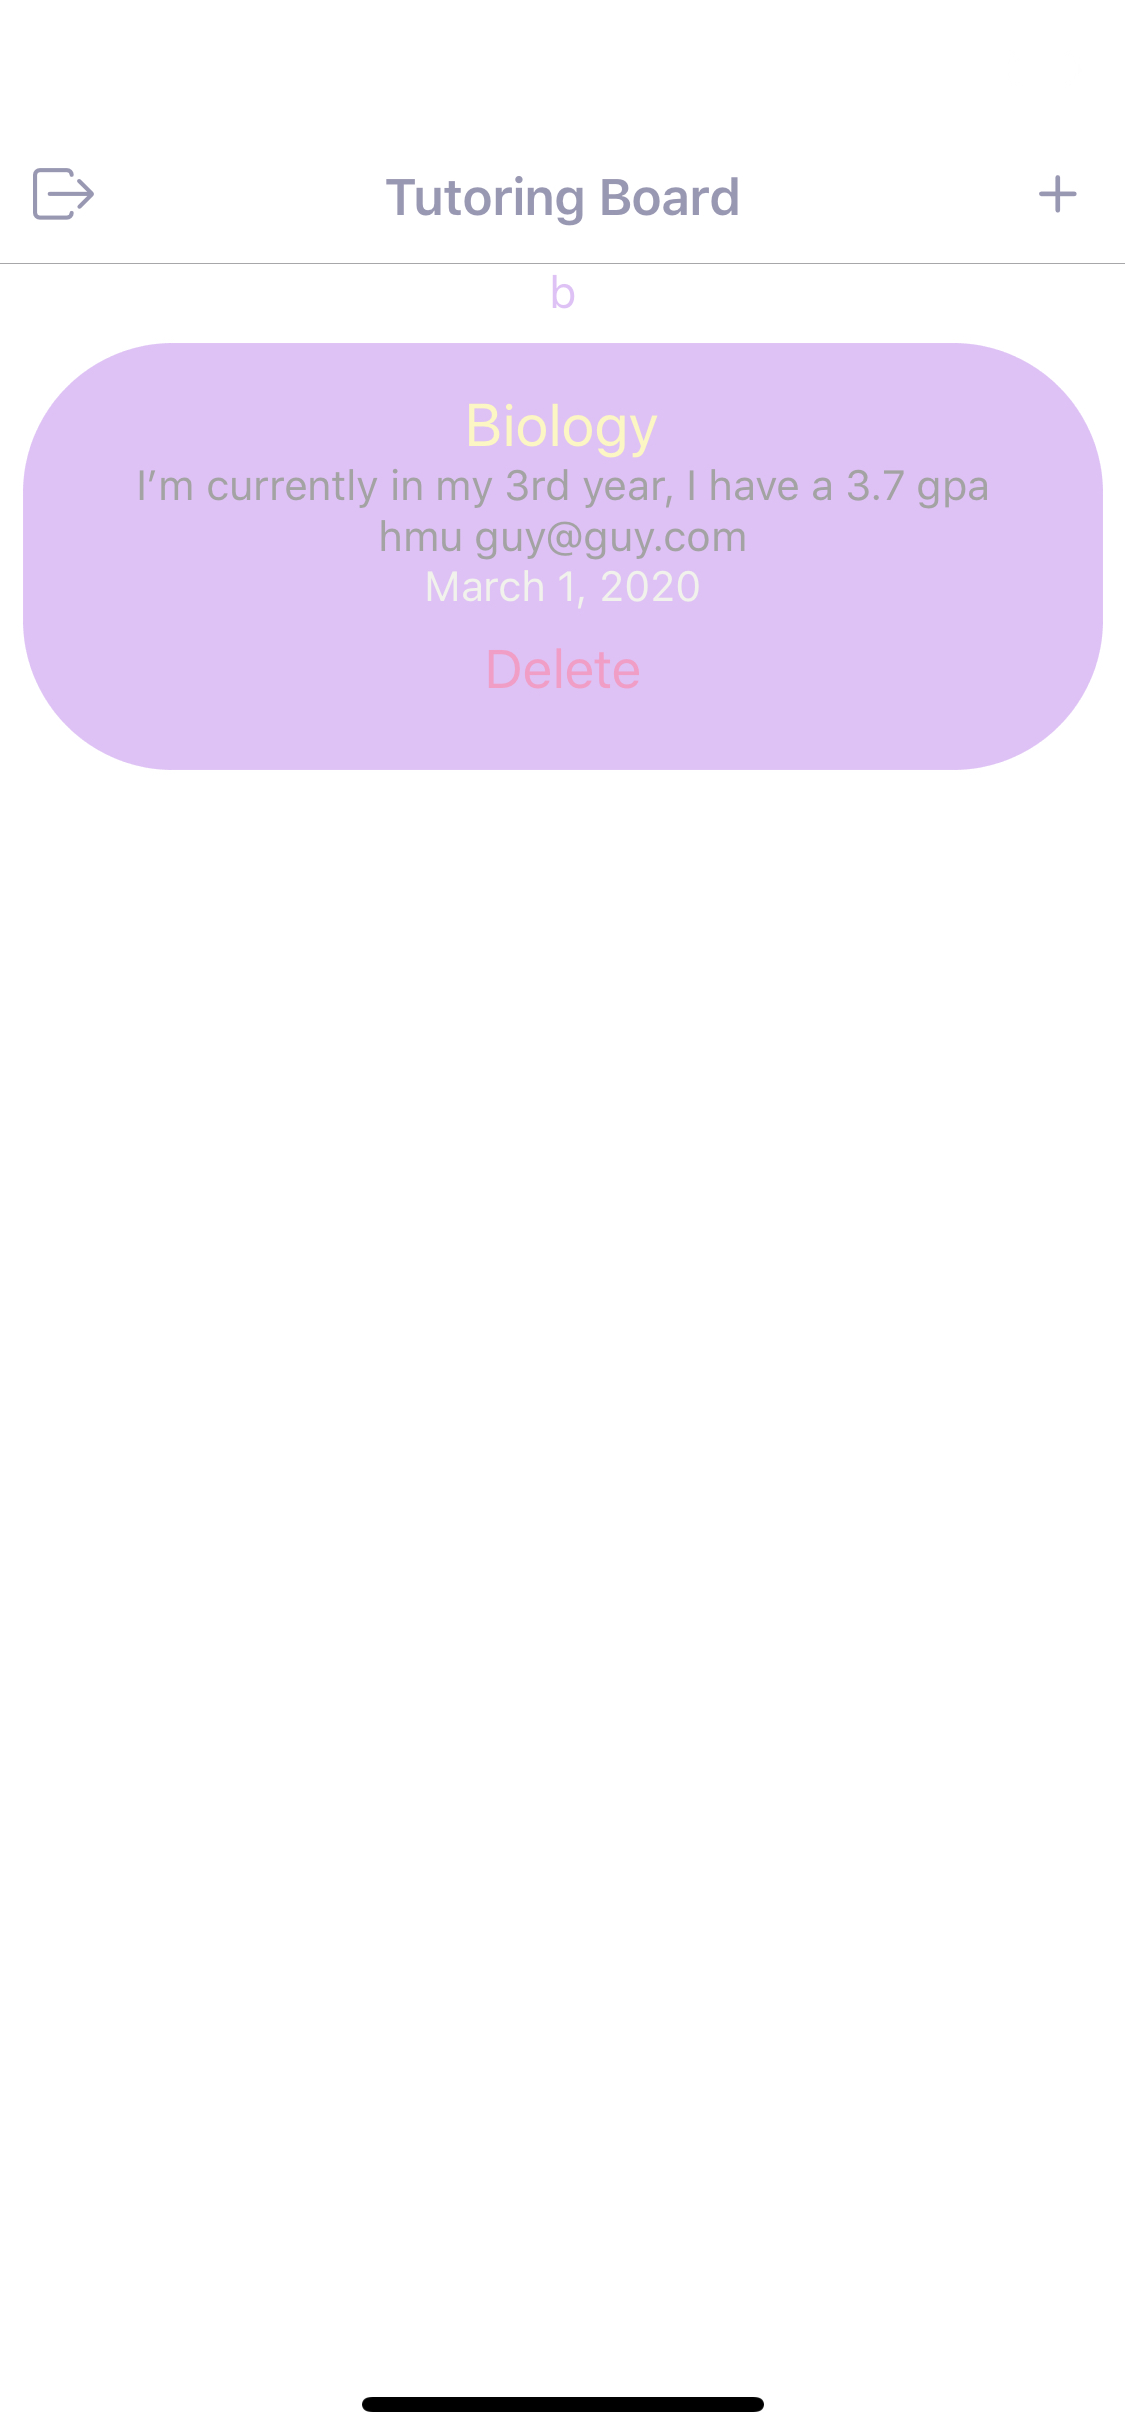 Tutoring Board
b
Biology
I’m currently in my 3rd year, I have a 3.7 gpa
hmu guy@guy.com
March 1, 2020
Delete